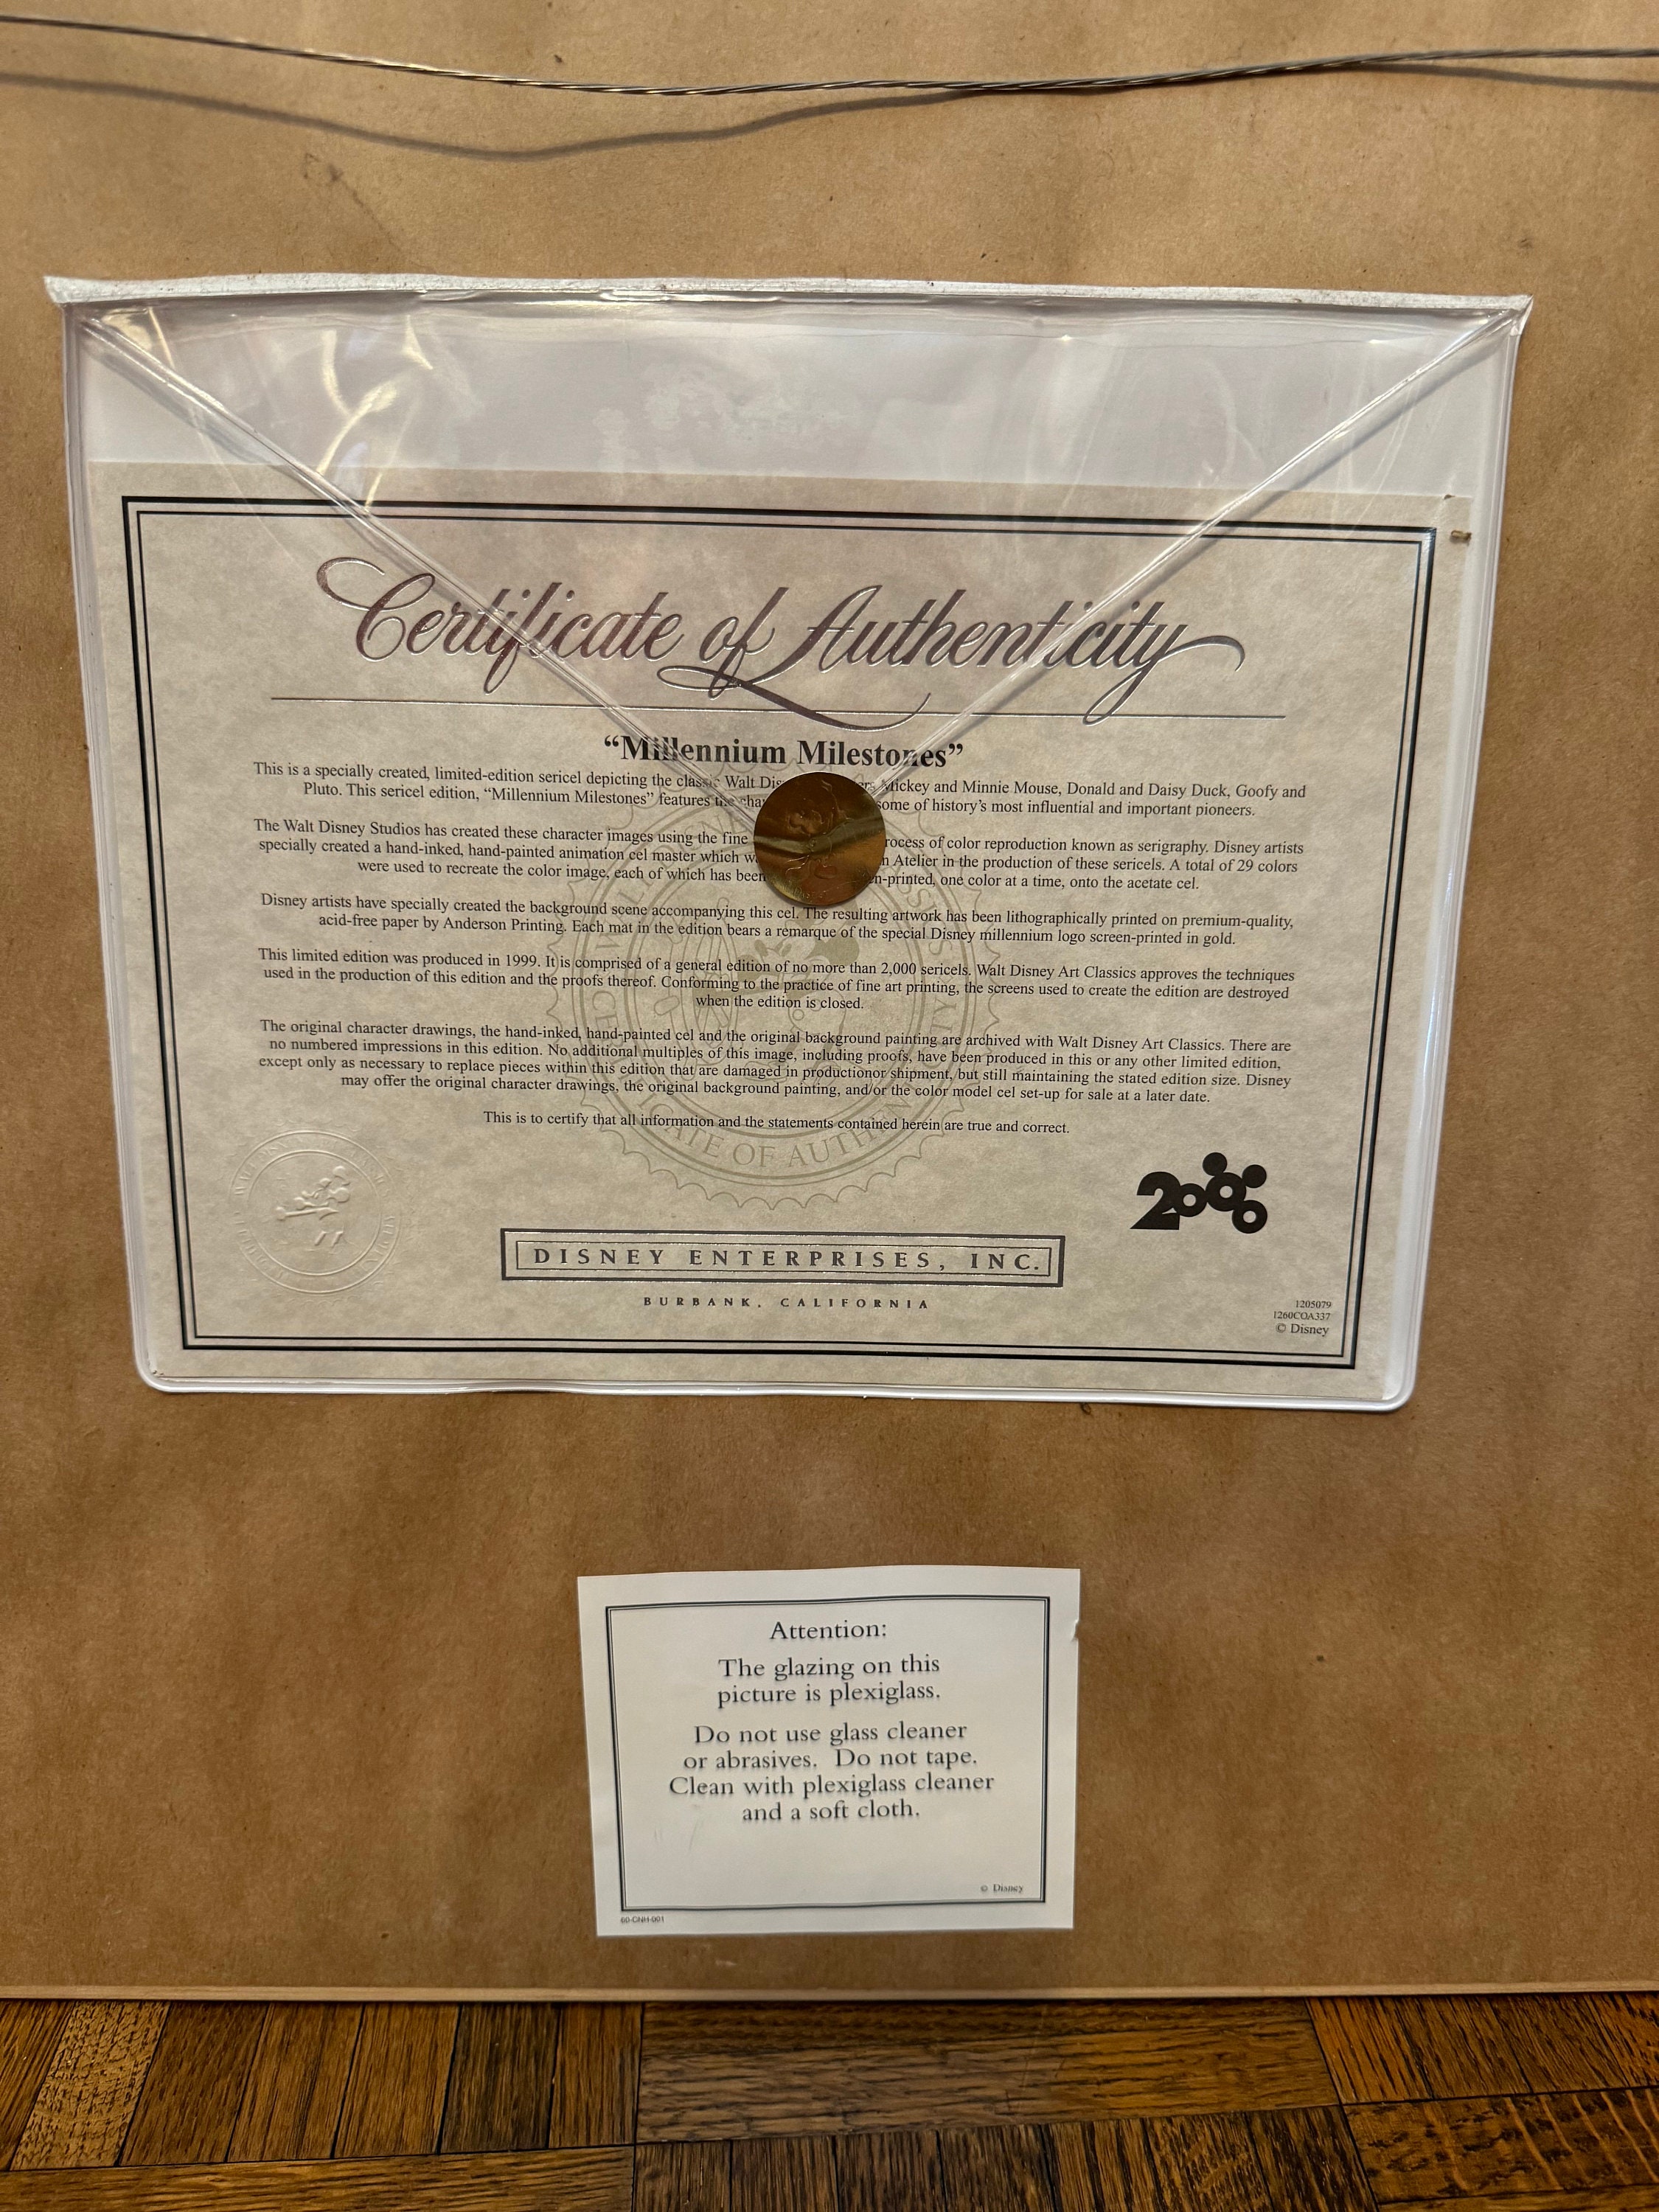 Certificate of Authenticity
“Millennium Milestones”
This is a specially created, limited-edition sericel depicting the classic Walt Mickey and Minnie Mouse, Donald and Daisy Duck, Goofy and
Pluto. This sericel edition, “Millennium Milestones” features the some of history’s most influential and important pioneers.
The Walt Disney Studios has created these character images using the fine process of color reproduction known as serigraphy. Disney artists
specially created a hand-inked, hand-painted animation cel master which Atelier in the production of these sericels. A total of 29 colors
were used to recreate the color image, each of which has been one color at a time, onto the acetate cel.
Disney artists have specially created the background scene accompanying this cel. The resulting artwork has been lithographically printed on premium-quality,
acid-free paper by Anderson Printing. Each mat in the edition bears a remarque of the special Disney millennium logo screen-printed in gold.
This limited edition was produced in 1999. It is comprised of a general edition of no more than 2,000 sericels. Walt Disney Art Classics approves the techniques
used in the production of this edition and the proofs thereof. Conforming to the practice of fine art printing, the screens used to create the edition are destroyed
when the edition is closed.
The original character drawings, the hand-inked, hand-painted cel and the original background painting are archived with Walt Disney Art Classics. There are
no numbered impressions in this edition. No additional multiples of this image, including proofs, have been produced in this or any other limited edition,
except only as necessary to replace pieces within this edition that are damaged in productionor shipment, but still maintaining the stated edition size. Disney
may offer the original character drawings, the original background painting, and/or the color model cel set-up for sale at a later date.
This is to certify that all information and the statements contained herein are true and correct.
2000
DISNEY ENTERPRISES, INC.
BURBANK, CALIFORNIA
1205079
1260COA337
© Disney
Attention:
The glazing on this
picture is plexiglass.
Do not use glass cleaner
or abrasives. Do not tape.
Clean with plexiglass cleaner
and a soft cloth.
© Disney
60-CNH-001